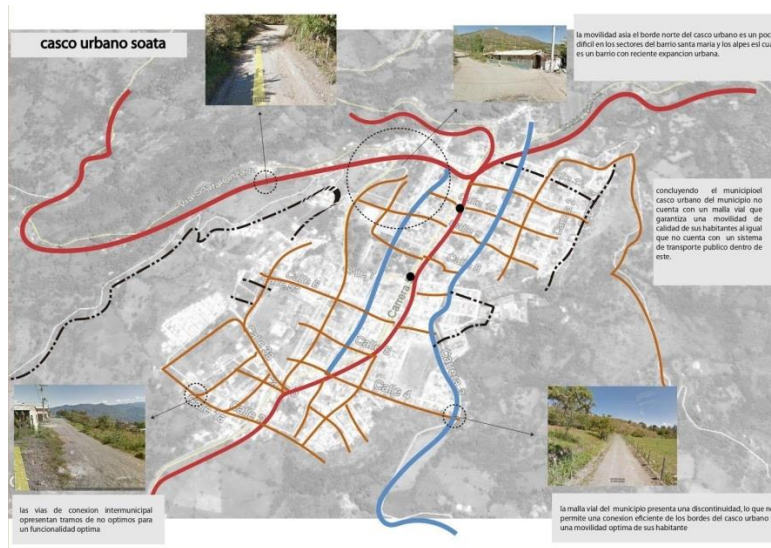 casco urbano soata
la movilidad asia el borde norte del casco urbano es un poc
dificil en los sectores del barrio santa maria y los alpes esl cua
es un barrio con reciente expancion urbana.
concluyendo el municipioel
casco urbano del municipio no
cuenta con un malla vial que
garantiza una movilidad de
calidad de sus habitantes al igual
que no cuenta con un sistema
de transporte publico dentro de
este.
Calle 8
Carrera
Calle 6
Calle 4
Carrera
las vias de conexion intermunicipal
opresentan tramos de no optimos para
un funcionalidad optima
la malla vial del municipio presenta una discontinuidad, lo que no
permite una conexion eficiente de los bordes del casco urbano
una movilidad optima de sus habitante